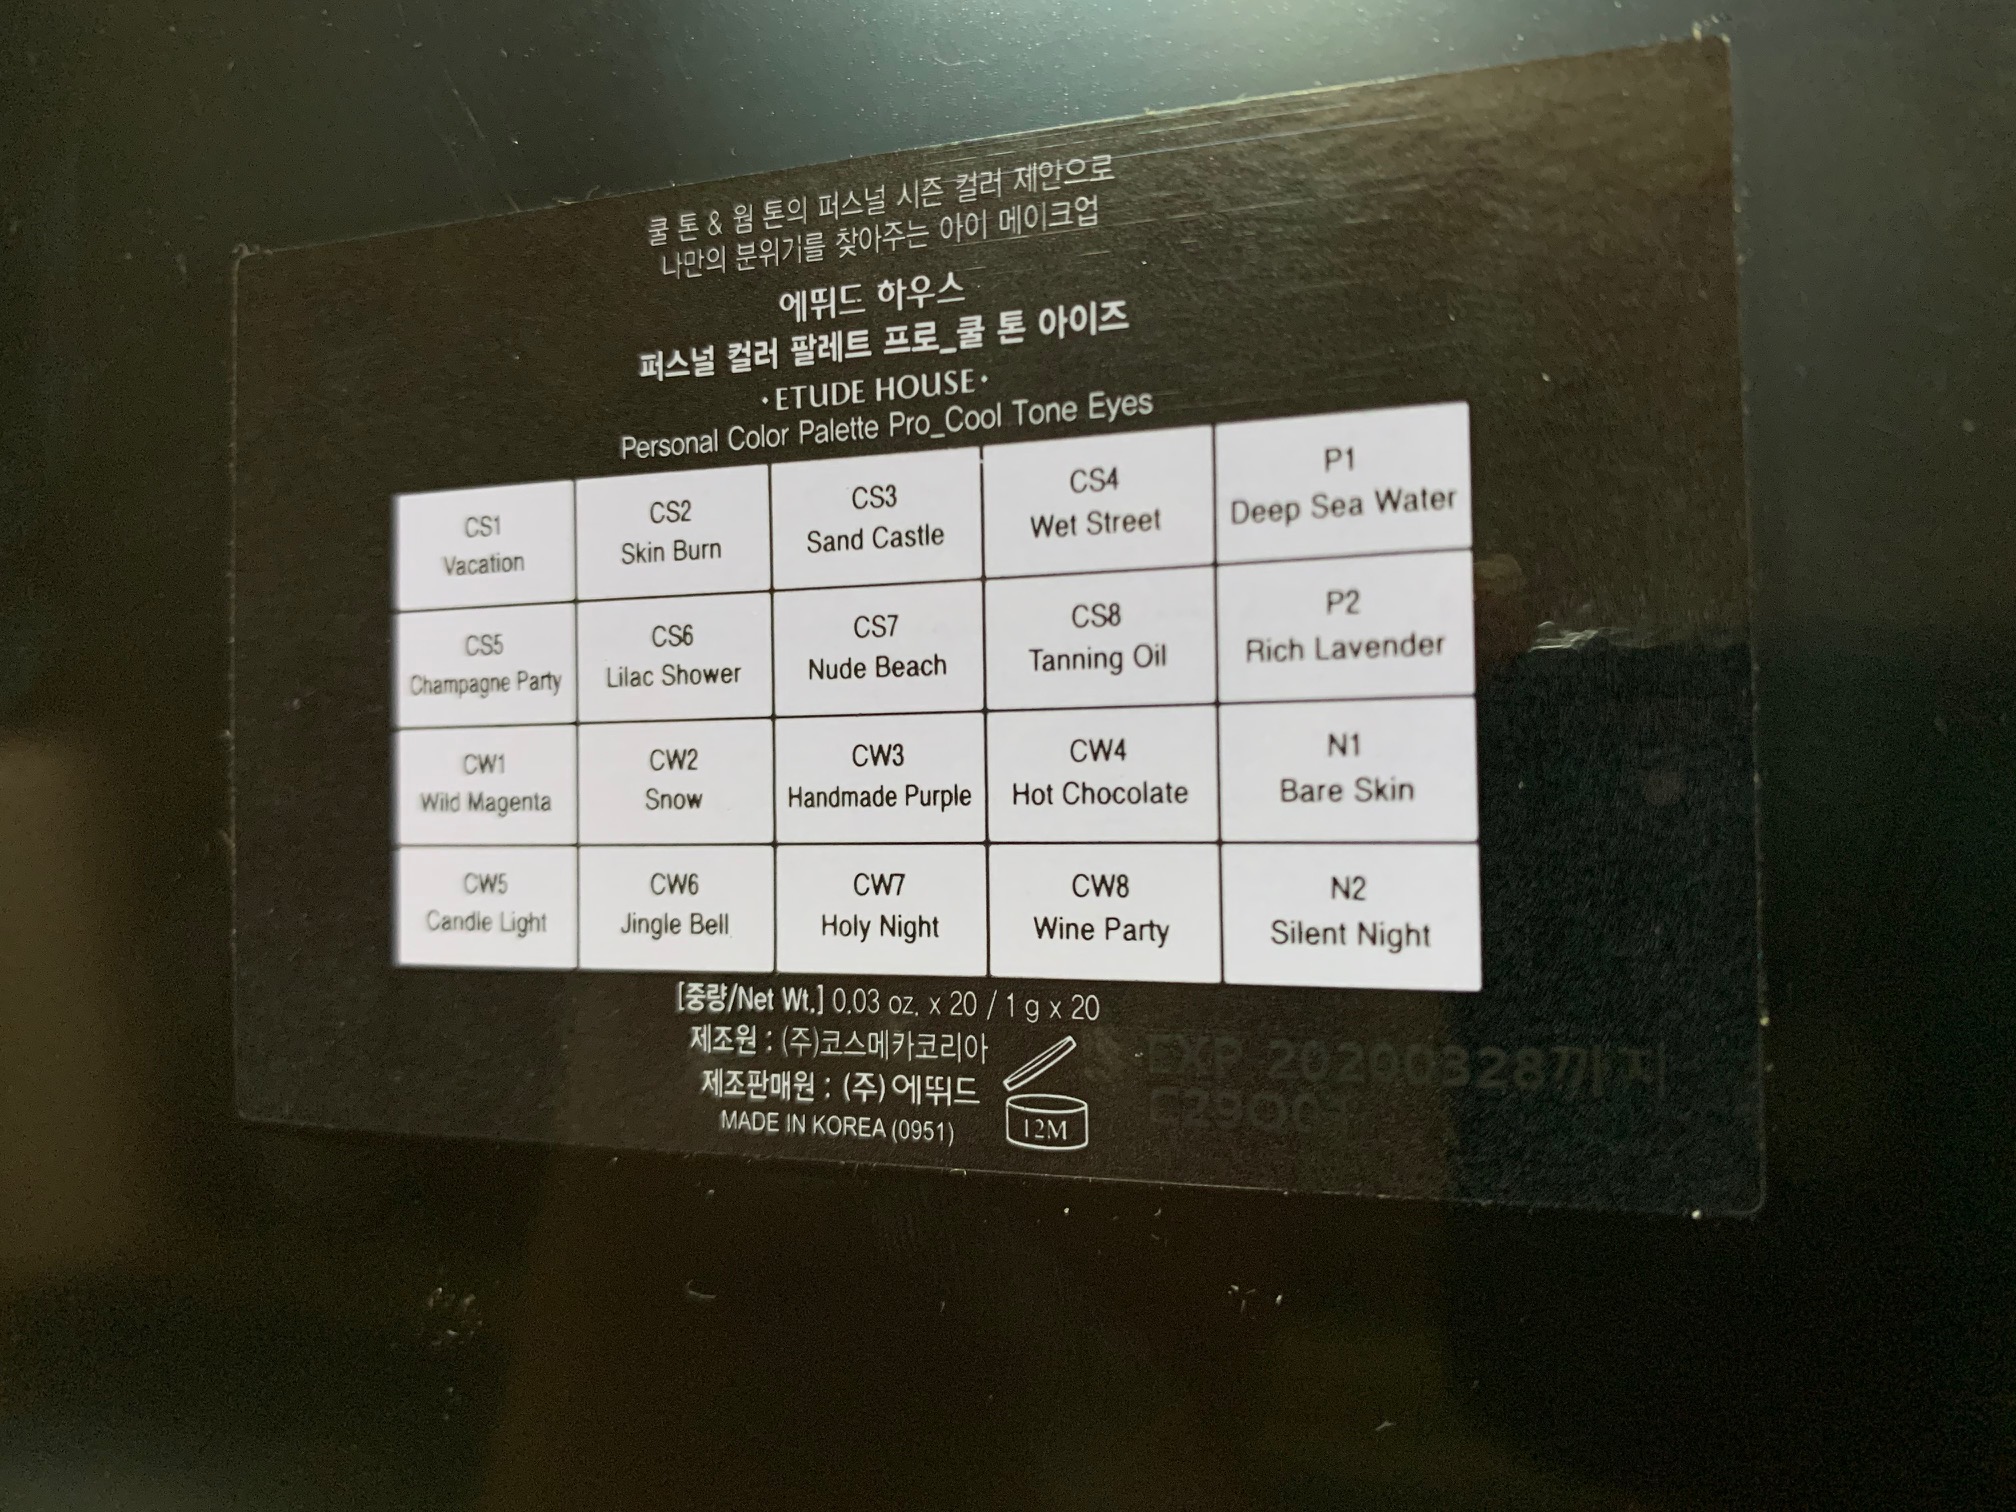 쿨 톤 & 웜 톤의 퍼스널 시즌 컬러 제안으로
나만의 분위기를 찾아주는 아이 메이크업
에뛰드 하우스
퍼스널 컬러 팔레트 프로_쿨 톤 아이즈
·ETUDE HOUSE·
Personal Color Palette Pro_Cool Tone Eyes
CS1
Vacation
CS2
Skin Burn
CS3
Sand Castle
CS4
Wet Street
P1
Deep Sea Water
CS5
Champagne Party
CS6
Lilac Shower
CS7
Nude Beach
CS8
Tanning Oil
P2
Rich Lavender
CW1
Wild Magenta
CW2
Snow
CW3
Handmade Purple
CW4
Hot Chocolate
N1
Bare Skin
CW5
Candle Light
CW6
Jingle Bell
CW7
Holy Night
CW8
Wine Party
N2
Silent Night
[중량/Net Wt.] 0.03 oz. x 20 / 1 g x 20
제조원 : (주)코스메카코리아
제조판매원 : (주)에뛰드
MADE IN KOREA (0951)
12M
EXP 20200328까지